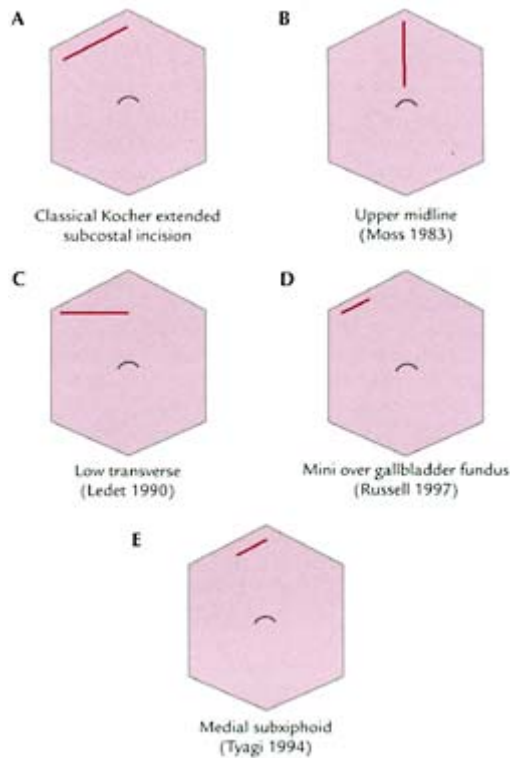 A
B
Classical Kocher extended
subcostal incision
Upper midline
(Moss 1983)
C
D
Low transverse
(Ledet 1990)
Mini over gallbladder fundus
(Russell 1997)
E
Medial subxiphoid
(Tyagi 1994)